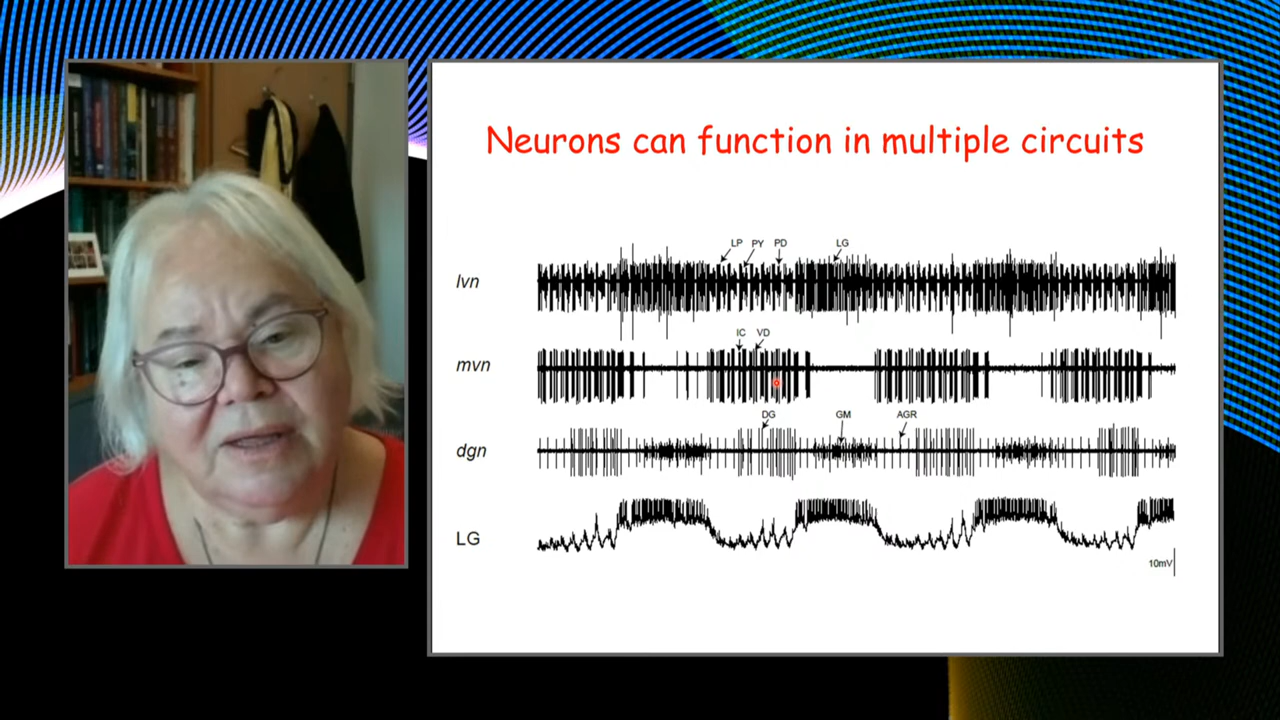 Neurons can function in multiple circuits
LP PY PD LG
lvn
IC VD
mvn
DG GM AGR
dgn
LG
10mV